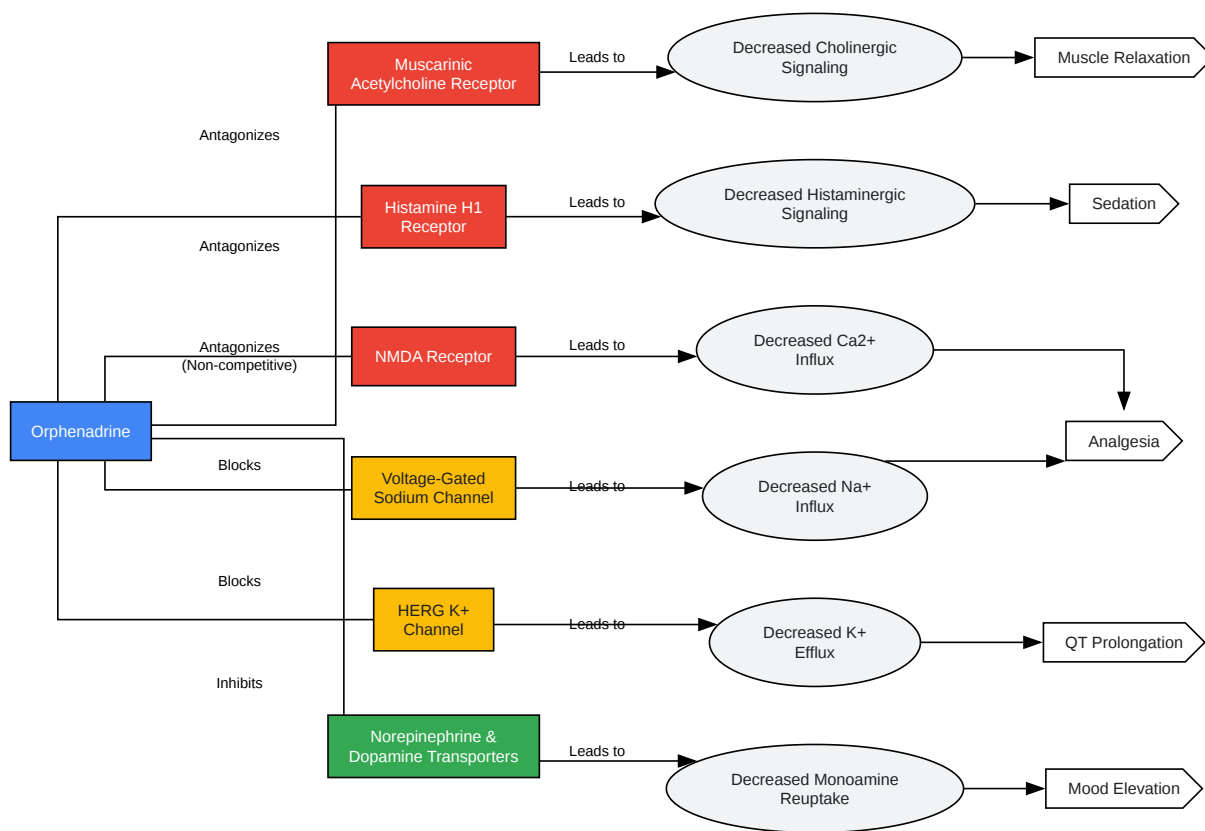 Muscarinic
Acetylcholine Receptor
Leads to
Decreased Cholinergic
Signaling
Muscle Relaxation
Antagonizes
Histamine H1
Receptor
Leads to
Decreased Histaminergic
Signaling
Sedation
Antagonizes
Antagonizes
(Non-competitive)
NMDA Receptor
Leads to
Decreased Ca2+
Influx
Orphenadrine
Analgesia
Blocks
Voltage-Gated
Sodium Channel
Leads to
Decreased Na+
Influx
Blocks
HERG K+
Channel
Leads to
Decreased K+
Efflux
QT Prolongation
Inhibits
Norepinephrine &
Dopamine Transporters
Leads to
Decreased Monoamine
Reuptake
Mood Elevation